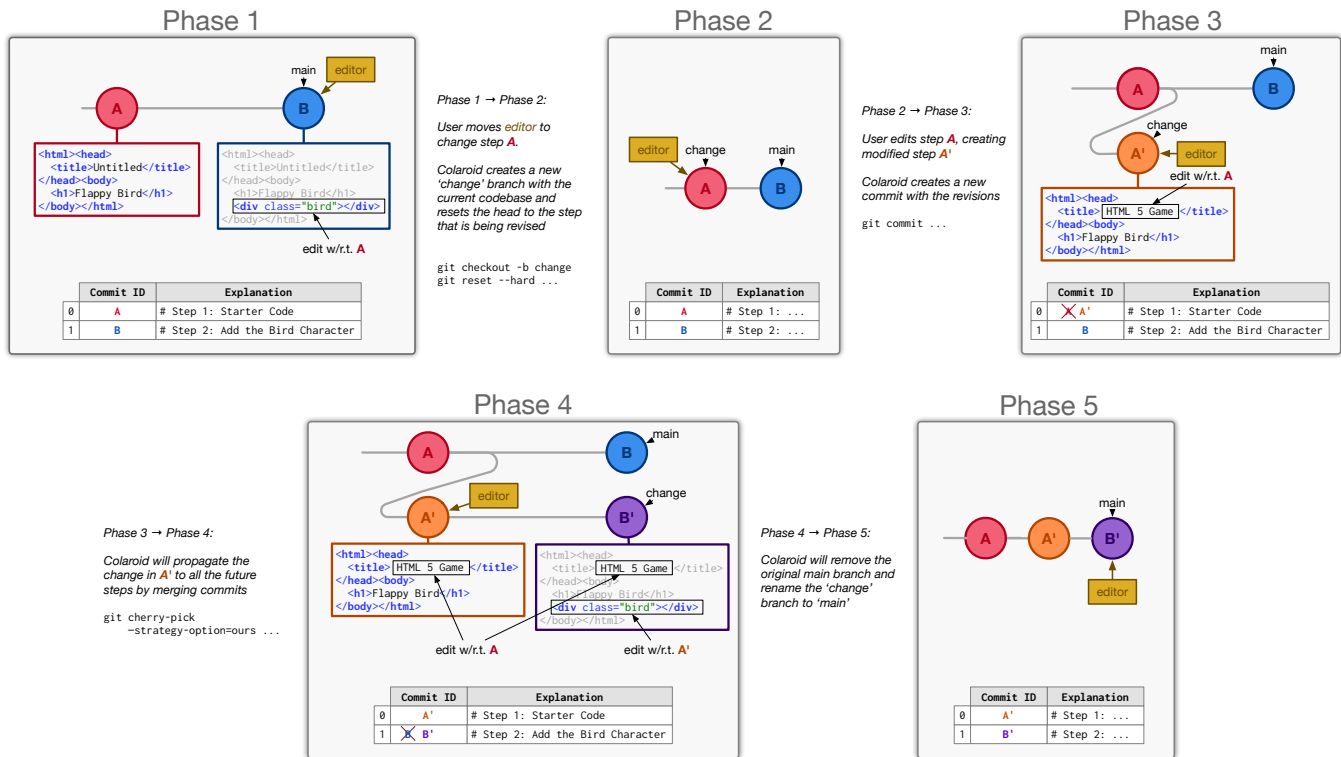 Phase 1
main
editor
A
B
<html><head>
<title>Untitled</title>
</head><body>
<h1>Flappy Bird</h1>
</body></html>
<html><head>
<title>Untitled</title>
</head><body>
<h1>Flappy Bird</h1>
<div class="bird"></div>
</body></html>
edit w/r.t. A
Commit ID Explanation
0 A # Step 1: Starter Code
1 B # Step 2: Add the Bird Character
Phase 1 → Phase 2:
User moves editor to
change step A.
Colaroid creates a new
‘change’ branch with the
current codebase and
resets the head to the step
that is being revised
git checkout -b change
git reset --hard ...
Phase 2
editor
change
main
A
B
Commit ID Explanation
0 A # Step 1: ...
1 B # Step 2: ...
Phase 2 → Phase 3:
User edits step A, creating
modified step A'
Colaroid creates a new
commit with the revisions
git commit ...
Phase 3
main
A
B
change
A'
editor
edit w/r.t. A
<html><head>
<title> HTML 5 Game </title>
</head><body>
<h1>Flappy Bird</h1>
</body></html>
Commit ID Explanation
0 A A' # Step 1: Starter Code
1 B # Step 2: Add the Bird Character
Phase 3 → Phase 4:
Colaroid will propagate the
change in A' to all the future
steps by merging commits
git cherry-pick
—strategy-option=ours ...
Phase 4
A
B
main
editor
change
A'
B'
<html><head>
<title> HTML 5 Game </title>
</head><body>
<h1>Flappy Bird</h1>
</body></html>
<html><head>
<title> HTML 5 Game </title>
</head><body>
<h1>Flappy Bird</h1>
<div class="bird"></div>
</body></html>
edit w/r.t. A
edit w/r.t. A'
Commit ID Explanation
0 A' # Step 1: Starter Code
1 B B' # Step 2: Add the Bird Character
Phase 4 → Phase 5:
Colaroid will remove the
original main branch and
rename the ‘change’
branch to ‘main’
Phase 5
main
A
A'
B'
editor
Commit ID Explanation
0 A' # Step 1: ...
1 B' # Step 2: ...